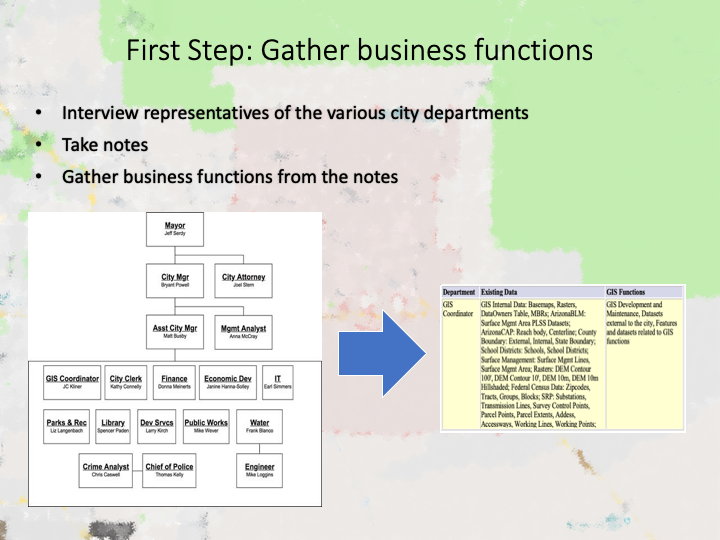 First Step: Gather business functions
• Interview representatives of the various city departments
• Take notes
• Gather business functions from the notes
Mayor
Jeff Serdy
City Mgr
Bryant Powell
City Attorney
Joel Stern
Asst City Mgr
Matt Busby
Mgmt Analyst
Anna McCray
GIS Coordinator
JC Kliner
City Clerk
Kathy Connelly
Finance
Donna Meinerts
Economic Dev
Janine Hanna-Solley
IT
Earl Simmers
Parks & Rec
Liz Langenbach
Library
Spencer Paden
Dev Srvcs
Larry Kirch
Public Works
Mike Wever
Water
Frank Blanco
Crime Analyst
Chris Caswell
Chief of Police
Thomas Kelly
Engineer
Mike Loggins
Department Existing Data GIS Functions
GIS
Coordinator
GIS Internal Data: Basemaps, Rasters,
DataOwners Table, MBRs; ArizonaBLM:
Surface Mgmt Area PLSS Datasets;
ArizonaCAP: Reach body, Centerline; County
Boundary: External, Internal, State Boundary;
School Districts: Schools, School Districts;
Surface Management: Surface Mgmt Lines,
Surface Mgmt Area; Rasters: DEM Contour
100', DEM Contour 10', DEM 10m, DEM 10m
Hillshaded; Federal Census Data: Zipcodes,
Tracts, Groups, Blocks; SRP: Substations,
Transmission Lines, Survey Control Points,
Parcel Points, Parcel Extents, Address,
Accessways, Working Lines, Working Points;
GIS Development and
Maintenance, Datasets
external to the city, Features
and datasets related to GIS
functions